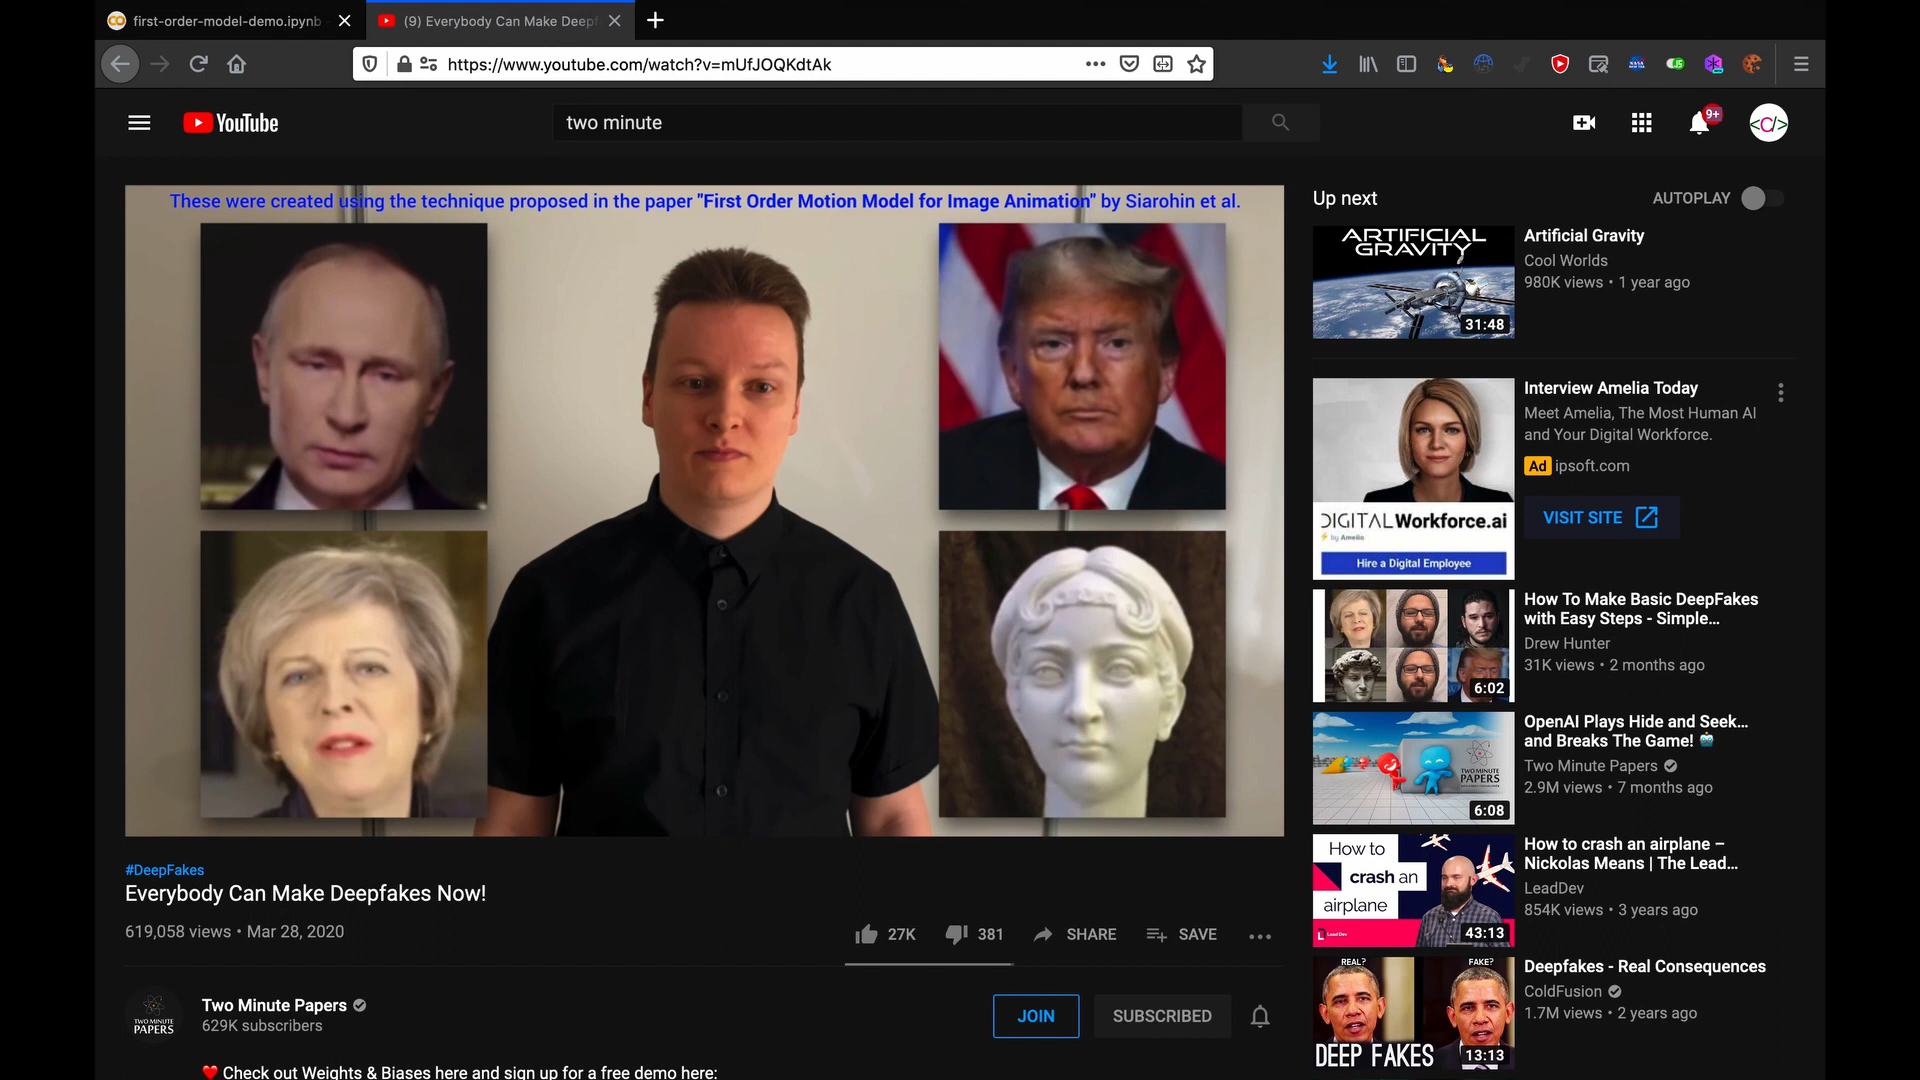 first-order-model-demo.ipynb
(9) Everybody Can Make Deepf
https://www.youtube.com/watch?v=mUfJOQKdtAk
YouTube
two minute
9+
<C/>
These were created using the technique proposed in the paper "First Order Motion Model for Image Animation" by Siarohin et al.
#DeepFakes
Everybody Can Make Deepfakes Now!
619,058 views • Mar 28, 2020
27K
381
SHARE
SAVE
TWO MINUTE
PAPERS
Two Minute Papers
629K subscribers
JOIN
SUBSCRIBED
❤️ Check out Weights & Biases here and sign up for a free demo here:
Up next
AUTOPLAY
ARTIFICIAL
GRAVITY
31:48
Artificial Gravity
Cool Worlds
980K views • 1 year ago
DIGITALWorkforce.ai
by Amelia
Hire a Digital Employee
Interview Amelia Today
Meet Amelia, The Most Human AI
and Your Digital Workforce.
Ad ipsoft.com
VISIT SITE
6:02
How To Make Basic DeepFakes
with Easy Steps - Simple...
Drew Hunter
31K views • 2 months ago
TWO MINUTE
PAPERS
6:08
OpenAI Plays Hide and Seek...
and Breaks The Game! 🤖
Two Minute Papers
2.9M views • 7 months ago
How to
crash an
airplane
Lead Dev
43:13
How to crash an airplane –
Nickolas Means | The Lead...
LeadDev
854K views • 3 years ago
REAL?
FAKE?
DEEP FAKES
13:13
Deepfakes - Real Consequences
ColdFusion
1.7M views • 2 years ago